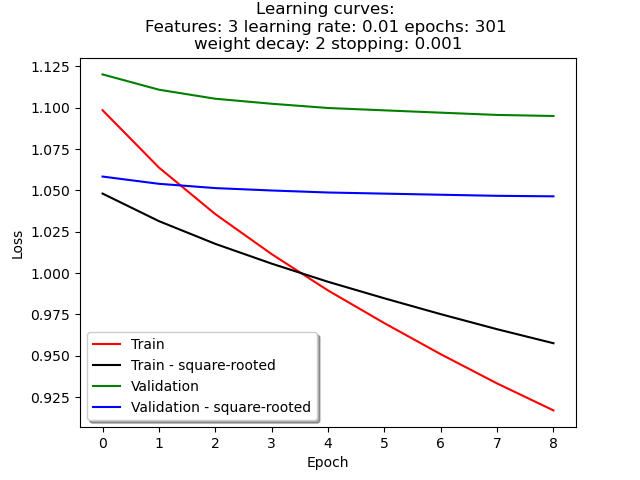 Learning curves:
Features: 3 learning rate: 0.01 epochs: 301
weight decay: 2 stopping: 0.001
1.125
1.100
1.075
1.050
1.025
1.000
0.975
0.950
0.925
Loss
Train
Train - square-rooted
Validation
Validation - square-rooted
0 1 2 3 4 5 6 7 8
Epoch